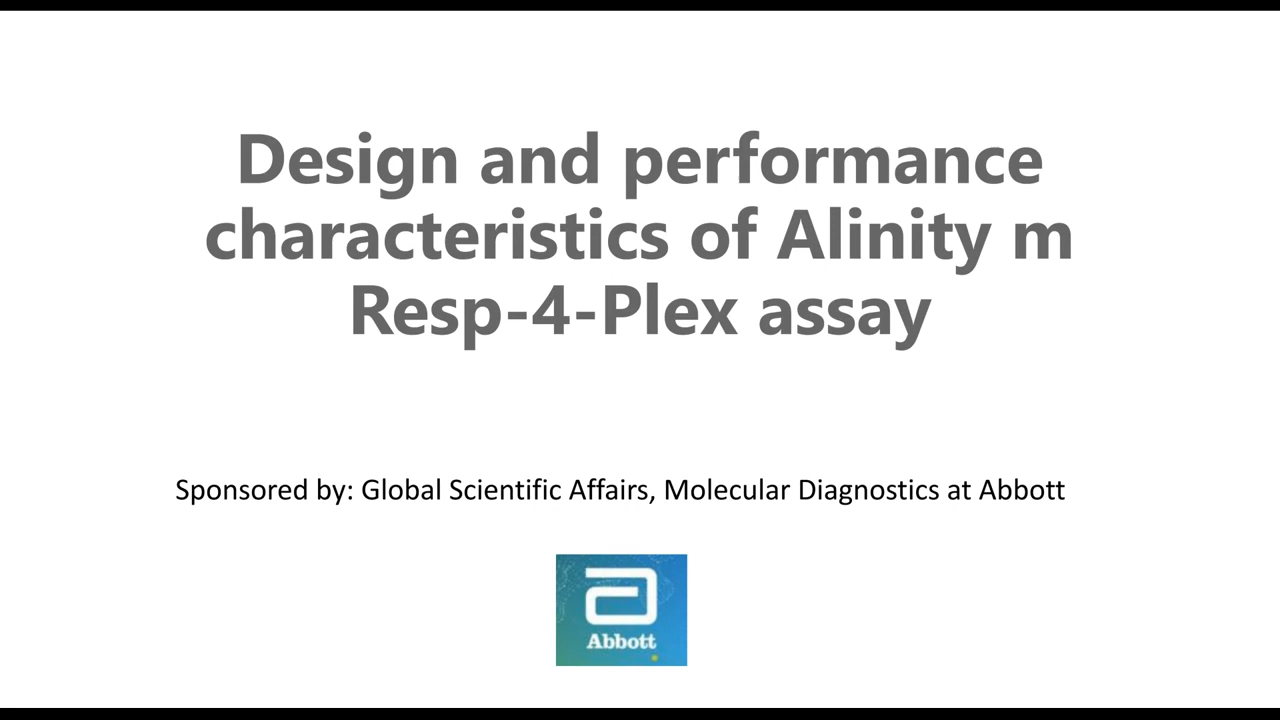 Design and performance
characteristics of Alinity m
Resp-4-Plex assay
Sponsored by: Global Scientific Affairs, Molecular Diagnostics at Abbott
Abbott